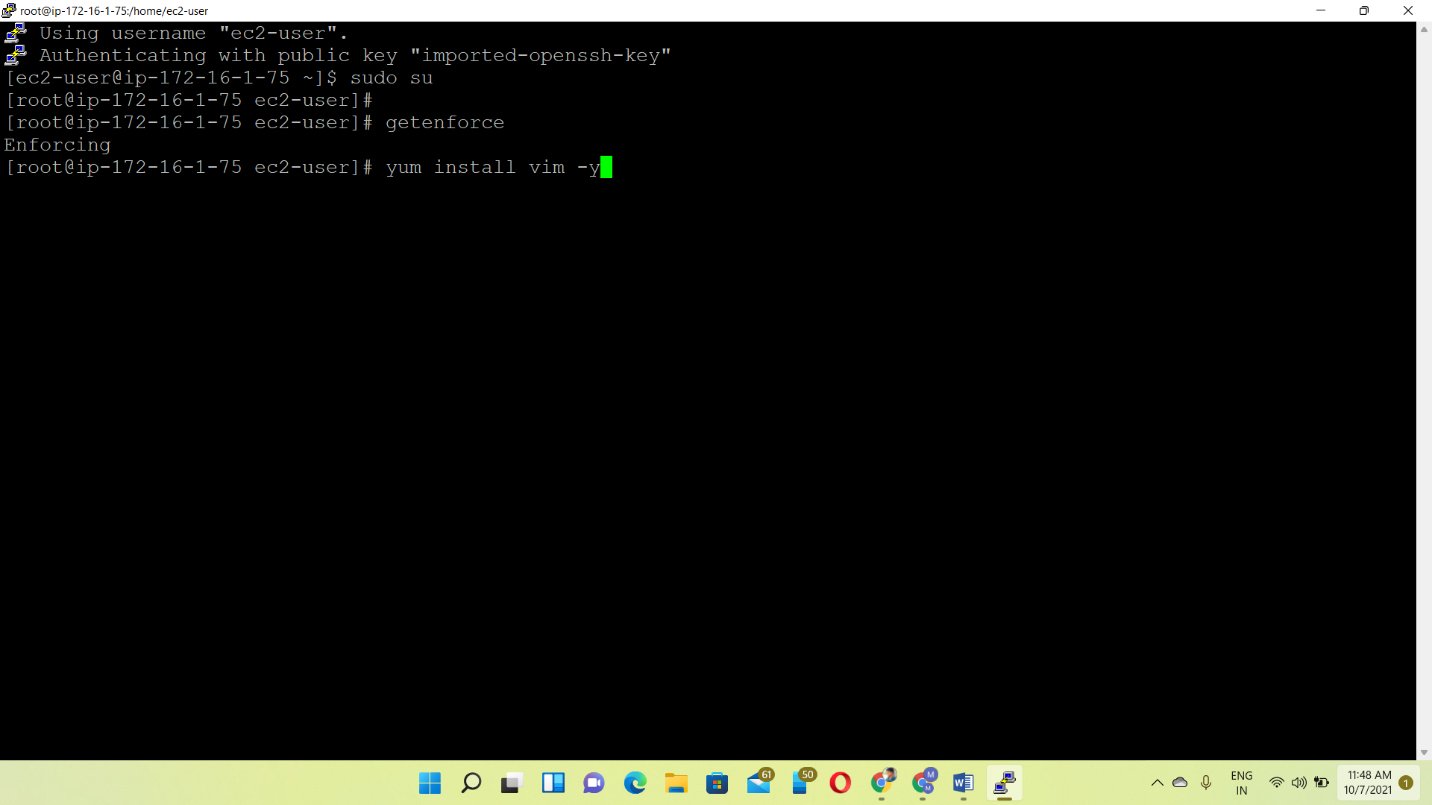 root@ip-172-16-1-75:/home/ec2-user
Using username "ec2-user".
Authenticating with public key "imported-openssh-key"
[ec2-user@ip-172-16-1-75 ~]$ sudo su
[root@ip-172-16-1-75 ec2-user]#
[root@ip-172-16-1-75 ec2-user]# getenforce
Enforcing
[root@ip-172-16-1-75 ec2-user]# yum install vim -y
61
50
M
M
W
ENG
IN
11:48 AM
10/7/2021
1